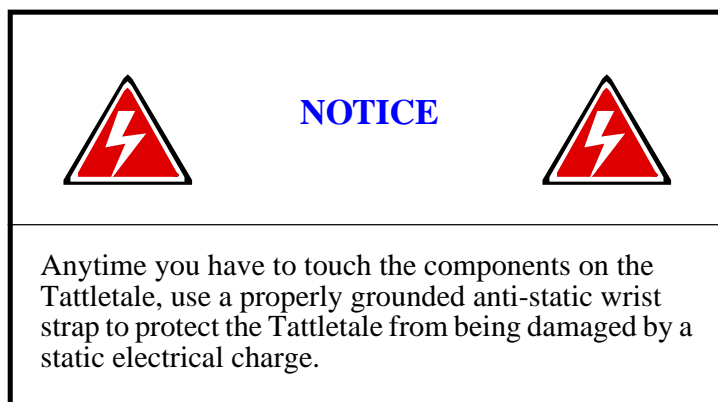 NOTICE
Anytime you have to touch the components on the
Tattletale, use a properly grounded anti-static wrist
strap to protect the Tattletale from being damaged by a
static electrical charge.